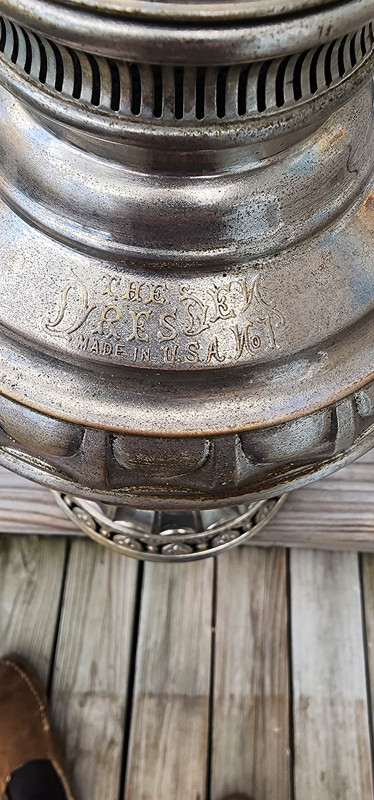 THE
DRESDEN
MADE IN U.S.A. No 1